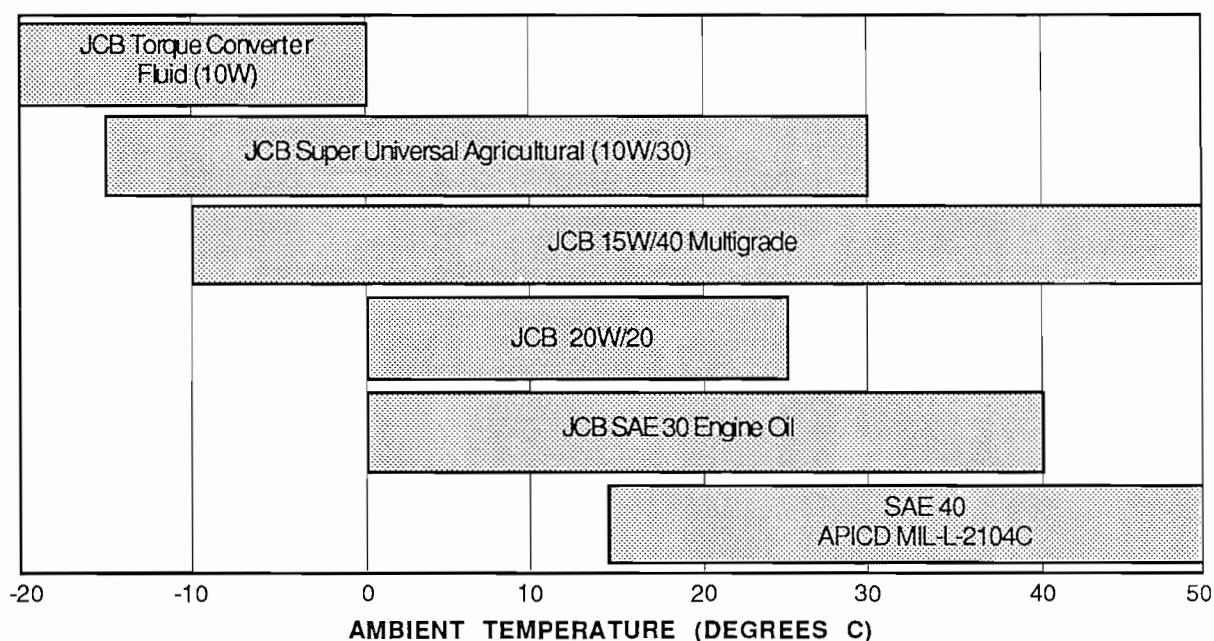 JCB Torque Converter
Fluid (10W)
JCB Super Universal Agricultural (10W/30)
JCB 15W/40 Multigrade
JCB 20W/20
JCB SAE 30 Engine Oil
SAE 40
APICD MIL-L-2104C
-20 -10 0 10 20 30 40 50
AMBIENT TEMPERATURE (DEGREES C)